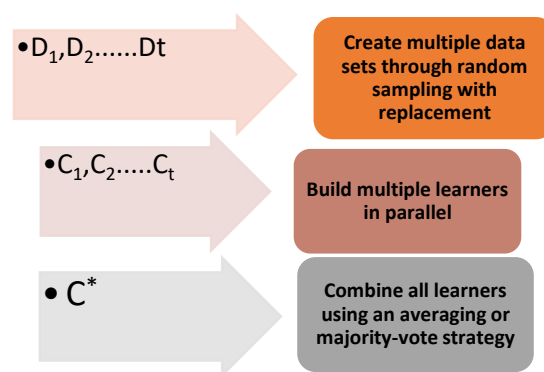 •D₁,D₂......Dt
Create multiple data
sets through random
sampling with
replacement
•C₁,C₂.....Cₜ
Build multiple learners
in parallel
• C*
Combine all learners
using an averaging or
majority-vote strategy